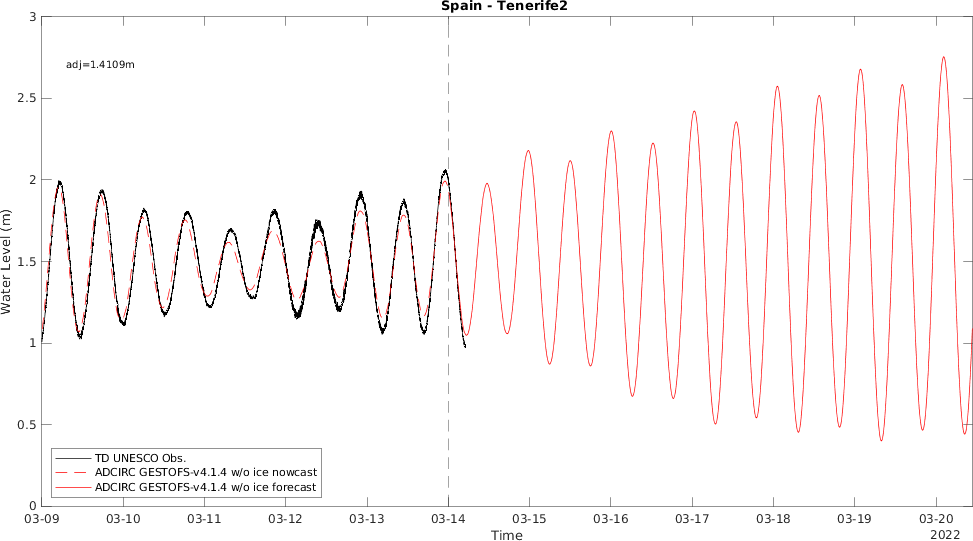 Spain - Tenerife2
adj=1.4109m
Water Level (m)
3
2.5
2
1.5
1
0.5
0
TD UNESCO Obs.
ADCIRC GESTOFS-v4.1.4 w/o ice nowcast
ADCIRC GESTOFS-v4.1.4 w/o ice forecast
03-09 03-10 03-11 03-12 03-13 03-14 03-15 03-16 03-17 03-18 03-19 03-20
2022
Time